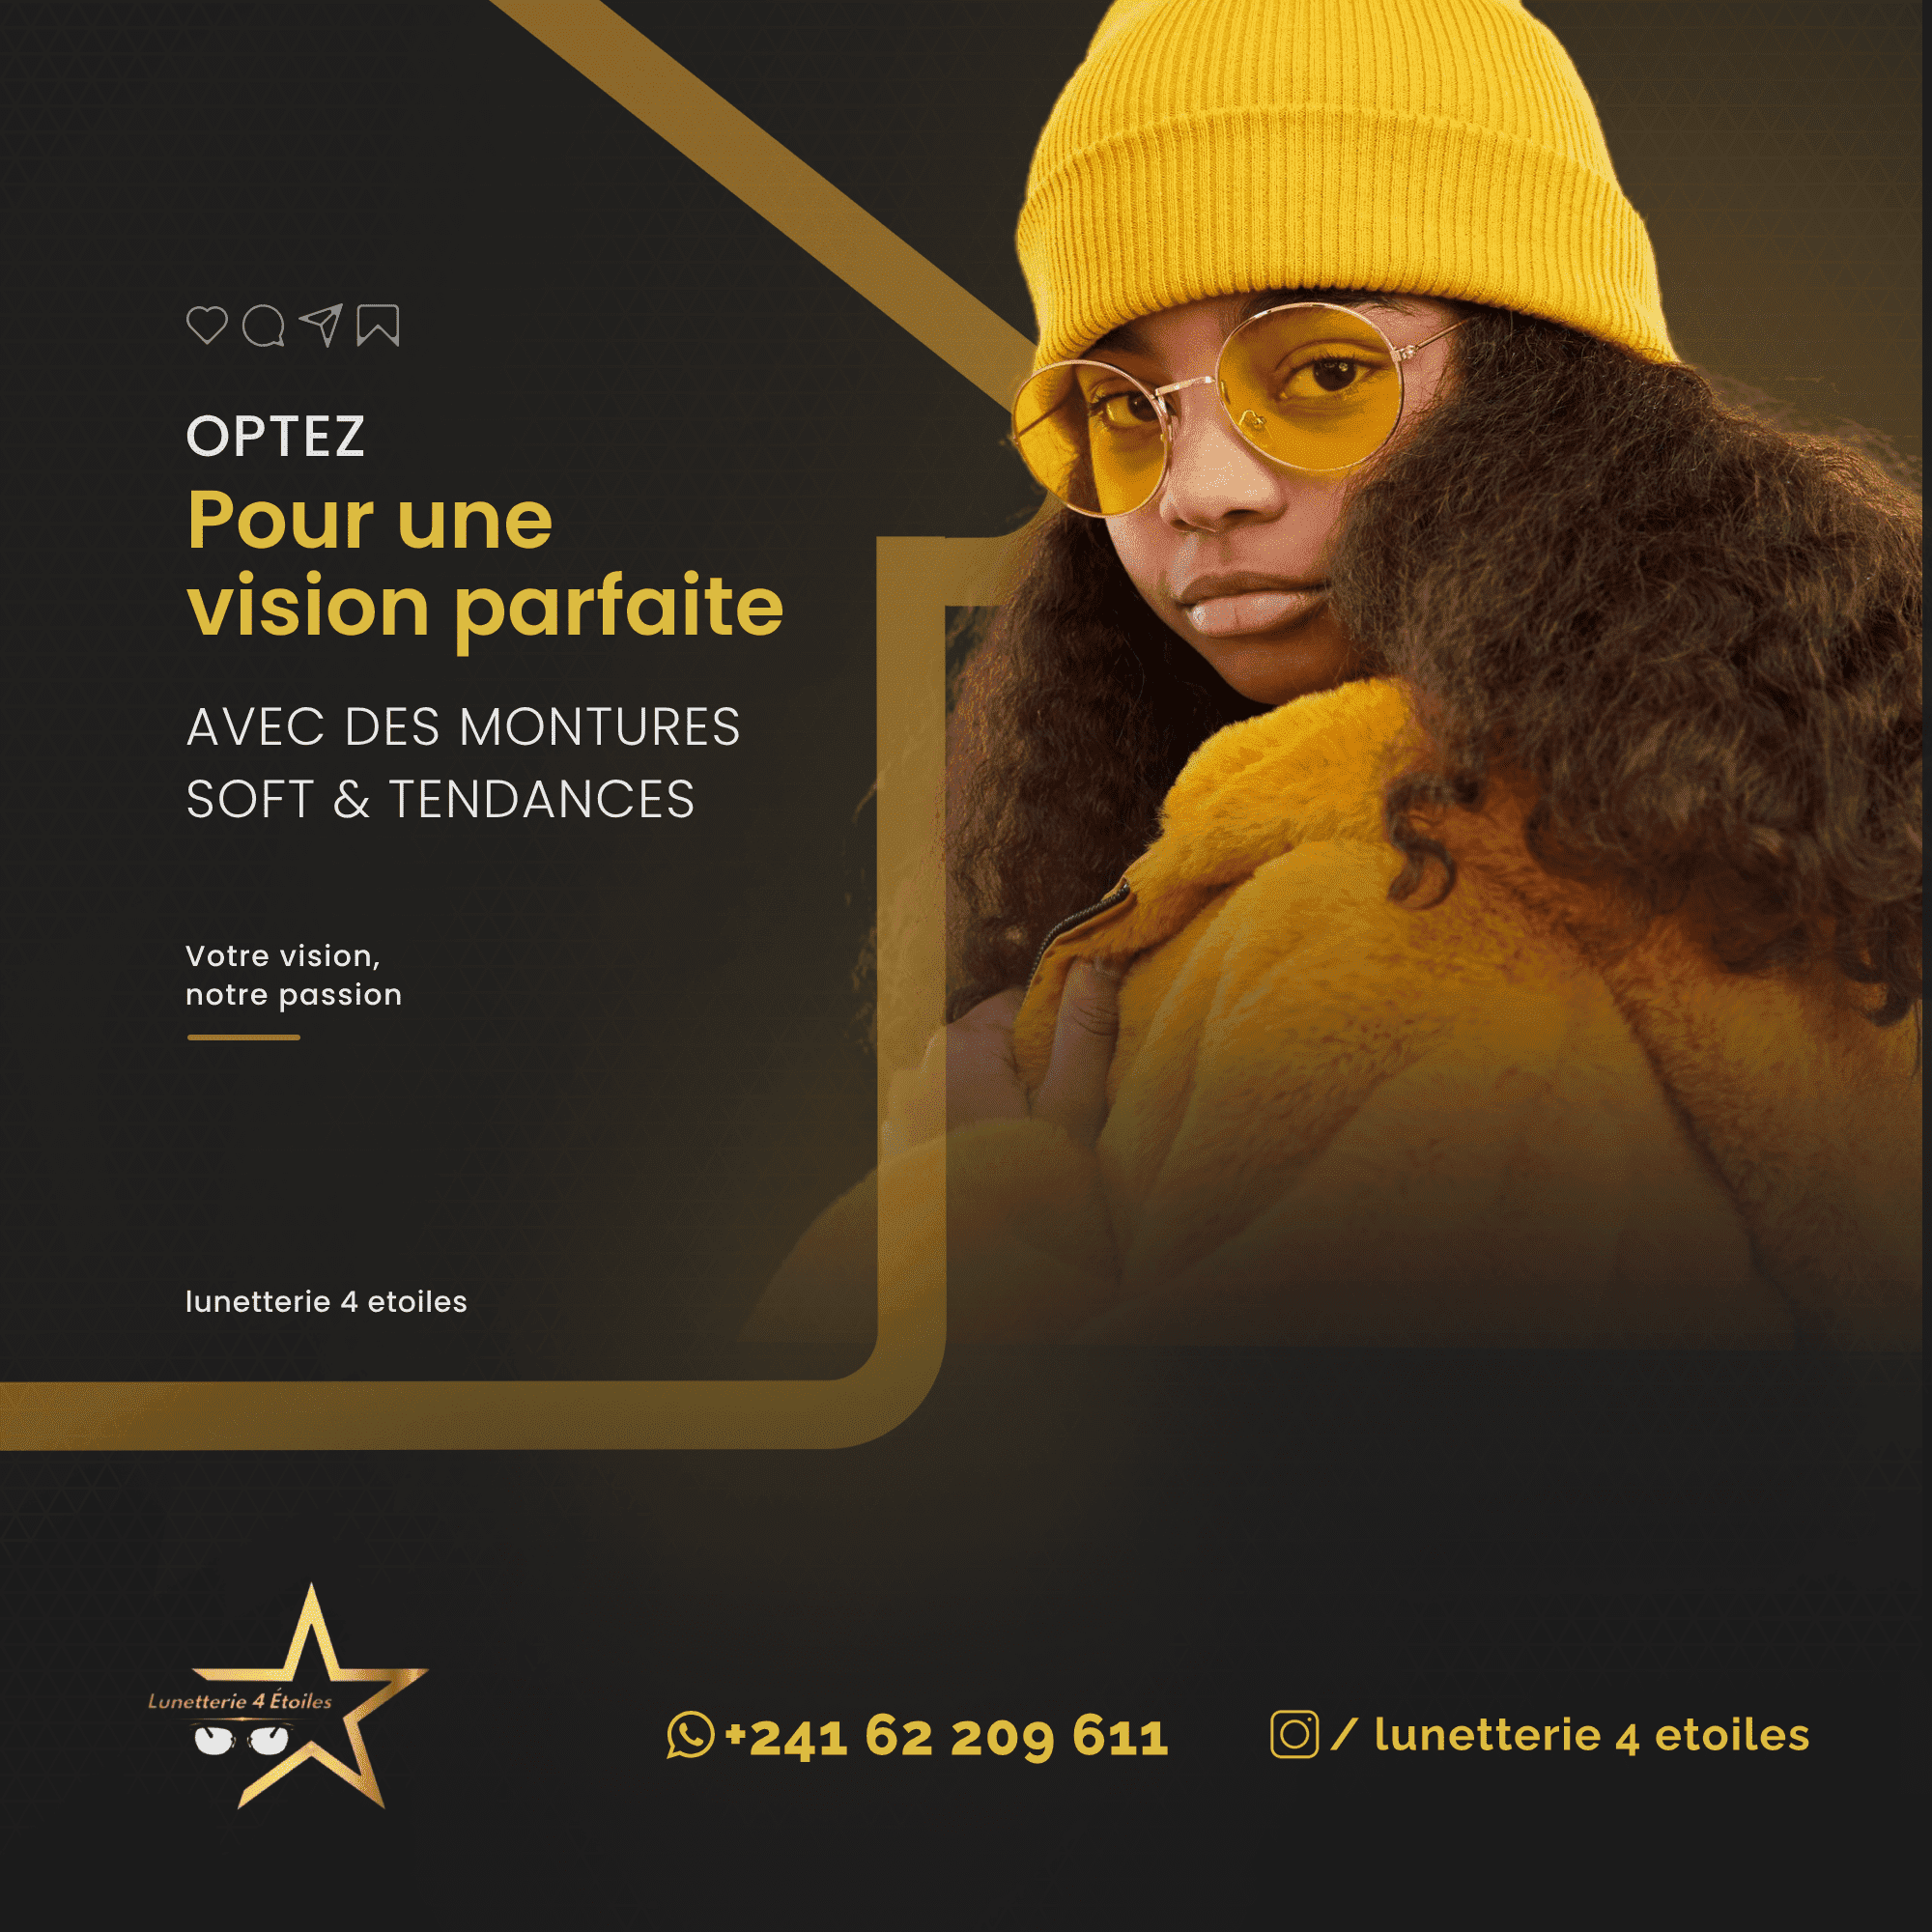 OPTEZ
Pour une
vision parfaite
AVEC DES MONTURES
SOFT & TENDANCES
Votre vision,
notre passion
lunetterie 4 etoiles
Lunetterie 4 Étoiles
+241 62 209 611
/ lunetterie 4 etoiles